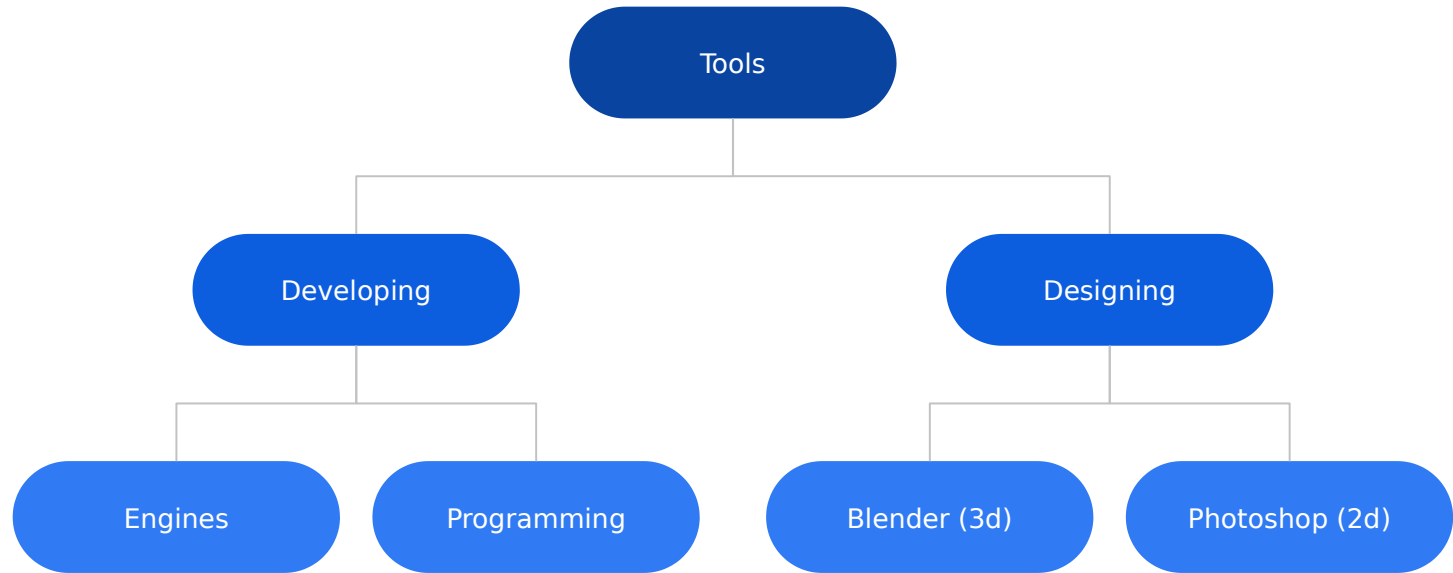 Tools
Developing
Designing
Engines
Programming
Blender (3d)
Photoshop (2d)